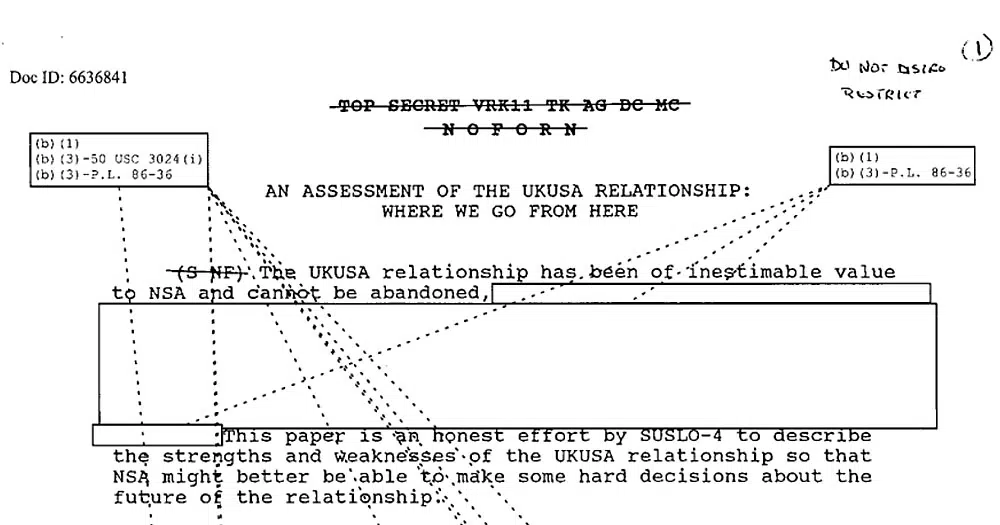 (1)
DO NOT
RESTRICT
Doc ID: 6636841
TOP SECRET VRK11 TK AG DC MC
N O F O R N
(b)(1)
(b)(3)-50 USC 3024(i)
(b)(3)-P.L. 86-36
(b)(1)
(b)(3)-P.L. 86-36
AN ASSESSMENT OF THE UKUSA RELATIONSHIP:
WHERE WE GO FROM HERE
(S NF) The UKUSA relationship has been of inestimable value
to NSA and cannot be abandoned,
This paper is an honest effort by SUSLO-4 to describe
the strengths and weaknesses of the UKUSA relationship so that
NSA might better be able to make some hard decisions about the
future of the relationship.